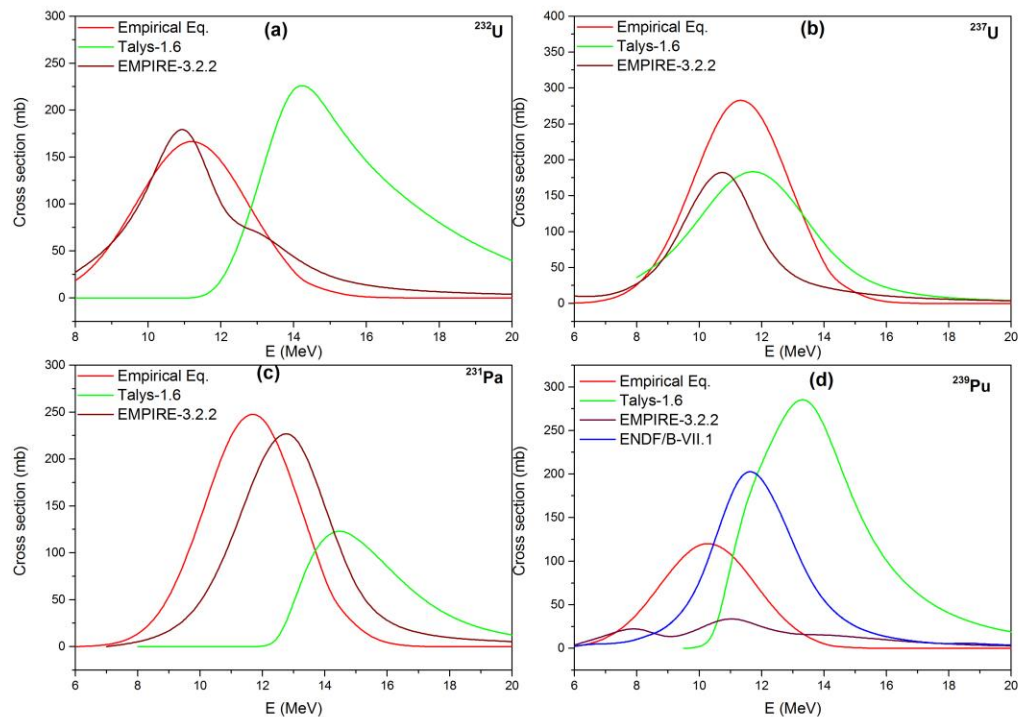 Empirical Eq.
Talys-1.6
EMPIRE-3.2.2
(a)
²³²U
Cross section (mb)
300
250
200
150
100
50
0
8 10 12 14 16 18 20
E (MeV)
Empirical Eq.
Talys-1.6
EMPIRE-3.2.2
(b)
²³⁷U
Cross section (mb)
400
350
300
250
200
150
100
50
0
6 8 10 12 14 16 18 20
E (MeV)
Empirical Eq.
Talys-1.6
EMPIRE-3.2.2
(c)
²³¹Pa
Cross section (mb)
300
250
200
150
100
50
0
6 8 10 12 14 16 18 20
E (MeV)
Empirical Eq.
Talys-1.6
EMPIRE-3.2.2
ENDF/B-VII.1
(d)
²³⁹Pu
Cross section (mb)
300
250
200
150
100
50
0
6 8 10 12 14 16 18 20
E (MeV)